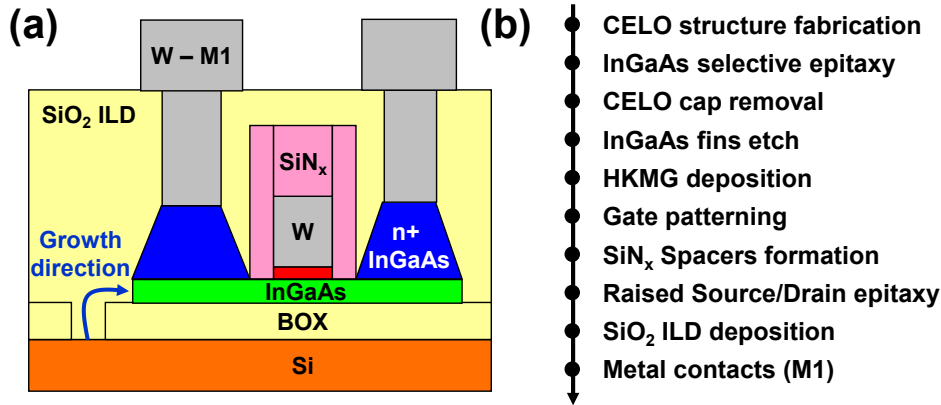 (a)
W – M1
SiO₂ ILD
SiNₓ
W
n+
InGaAs
Growth
direction
InGaAs
BOX
Si
(b)
CELO structure fabrication
InGaAs selective epitaxy
CELO cap removal
InGaAs fins etch
HKMG deposition
Gate patterning
SiNₓ Spacers formation
Raised Source/Drain epitaxy
SiO₂ ILD deposition
Metal contacts (M1)